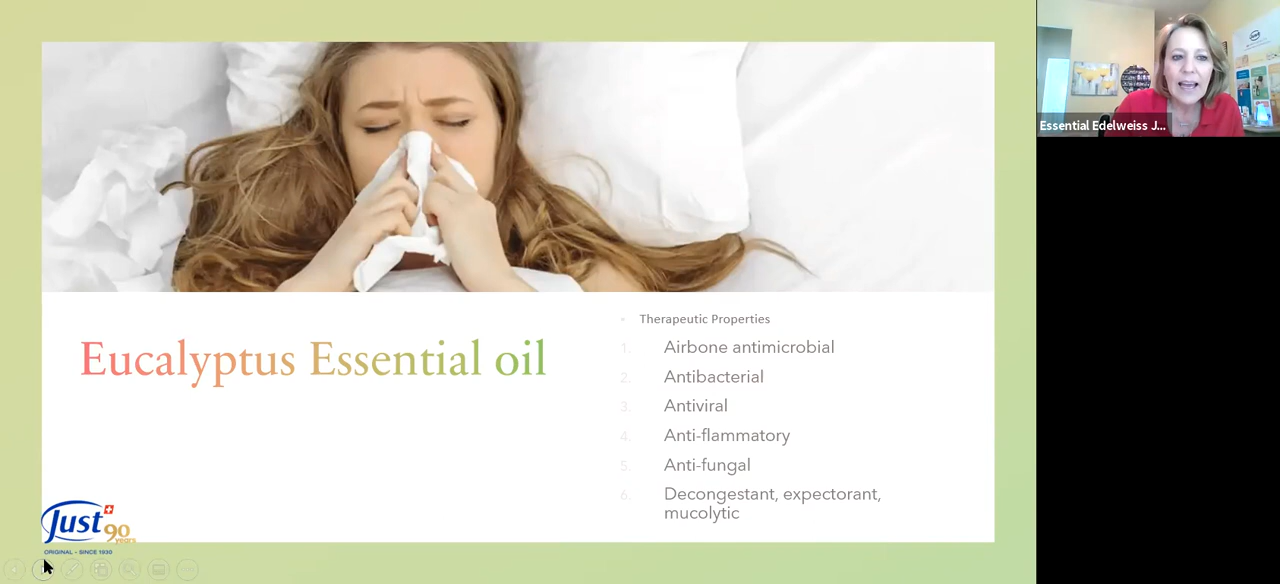 Essential Edelweiss J...
Eucalyptus Essential oil
Therapeutic Properties
1. Airbone antimicrobial
2. Antibacterial
3. Antiviral
4. Anti-flammatory
5. Anti-fungal
6. Decongestant, expectorant,
mucolytic
Just
90
years
ORIGINAL - SINCE 1930